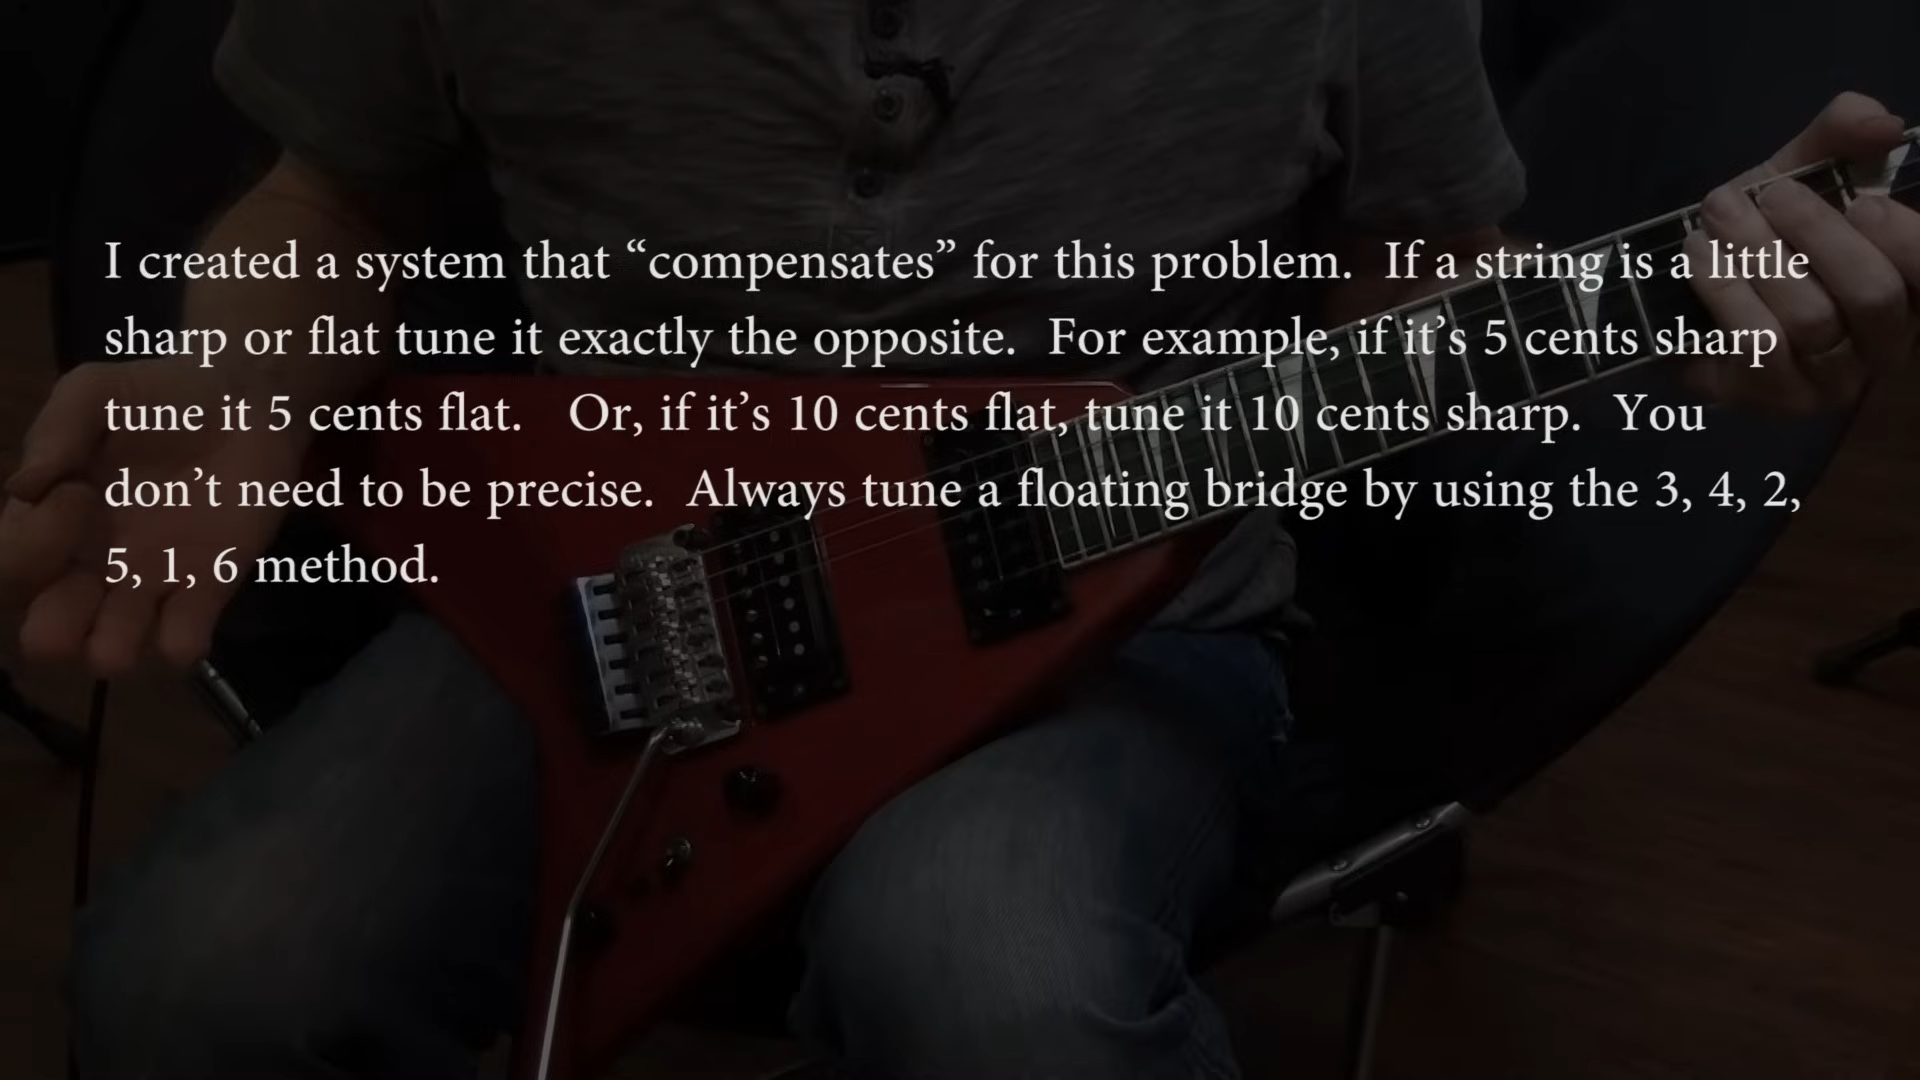 I created a system that “compensates” for this problem.  If a string is a little
sharp or flat tune it exactly the opposite.  For example, if it’s 5 cents sharp
tune it 5 cents flat.   Or, if it’s 10 cents flat, tune it 10 cents sharp.  You
don’t need to be precise.  Always tune a floating bridge by using the 3, 4, 2,
5, 1, 6 method.